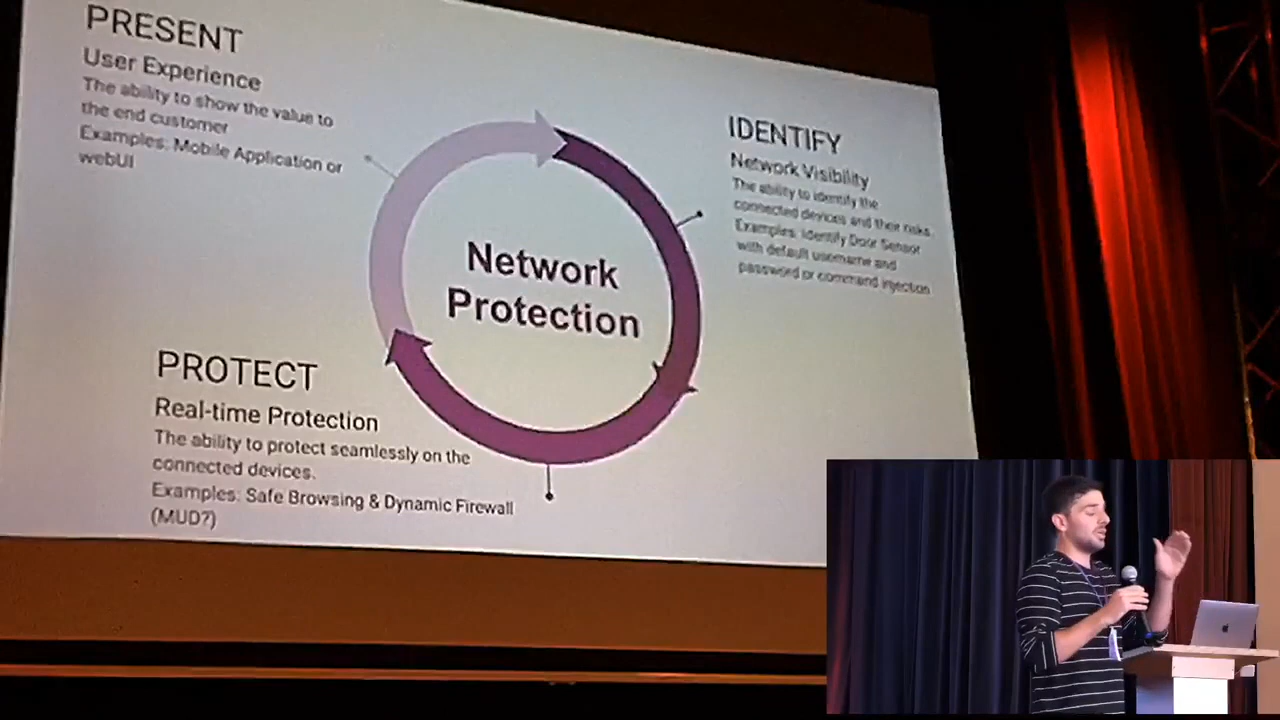 PRESENT
User Experience
The ability to show the value to
the end customer
Examples: Mobile Application or
webUI
IDENTIFY
Network Visibility
The ability to identify the
connected devices and their risks.
Examples: Identify Door Sensor
with default username and
password or command injection
Network
Protection
PROTECT
Real-time Protection
The ability to protect seamlessly on the
connected devices.
Examples: Safe Browsing & Dynamic Firewall
(MUD?)